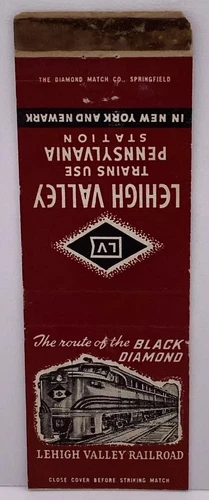 THE DIAMOND MATCH CO., SPRINGFIELD
LEHIGH VALLEY
TRAINS USE
PENNSYLVANIA
STATION
IN NEW YORK AND NEWARK
LV
The route of the BLACK
DIAMOND
LEHIGH VALLEY RAILROAD
CLOSE COVER BEFORE STRIKING MATCH